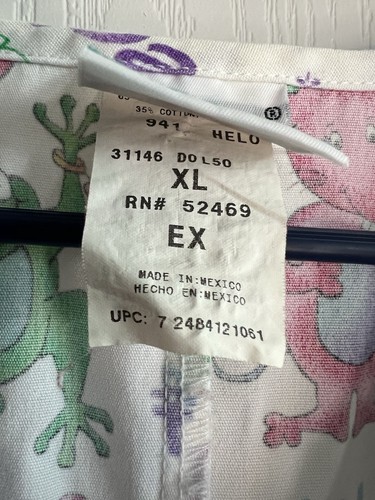 35% COTTON
941 HELO
31146 DOL50
XL
RN# 52469
EX
MADE IN:MEXICO
HECHO EN:MEXICO
UPC: 7 2484121061